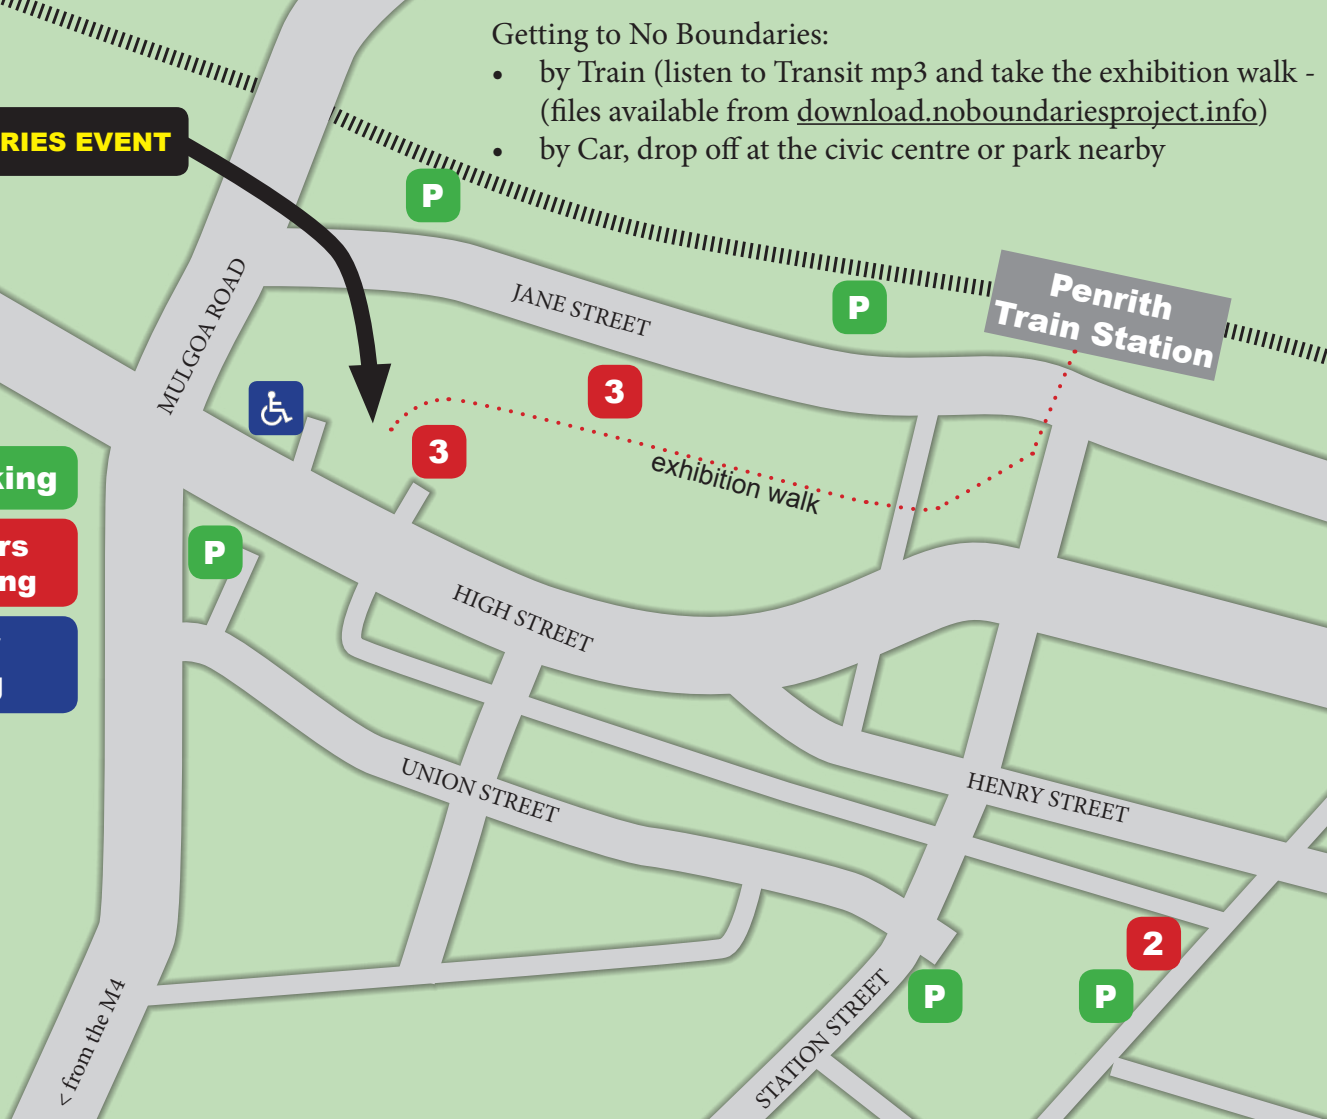 Getting to No Boundaries:
• by Train (listen to Transit mp3 and take the exhibition walk -
(files available from download.noboundariesproject.info)
• by Car, drop off at the civic centre or park nearby
RIES EVENT
P
P
Penrith
Train Station
MULGOA ROAD
JANE STREET
3
3
exhibition walk
king
rs
ng
P
HIGH STREET
UNION STREET
HENRY STREET
2
P
P
STATION STREET
< from the M4